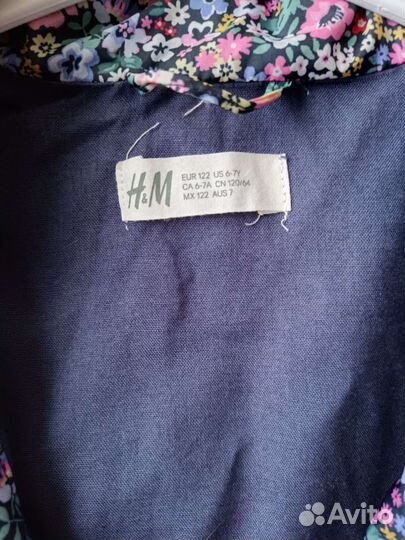 H&M
EUR 122 US 6-7Y
CA 6-7A CN 120/64
MX 122 AUS 7
Avito